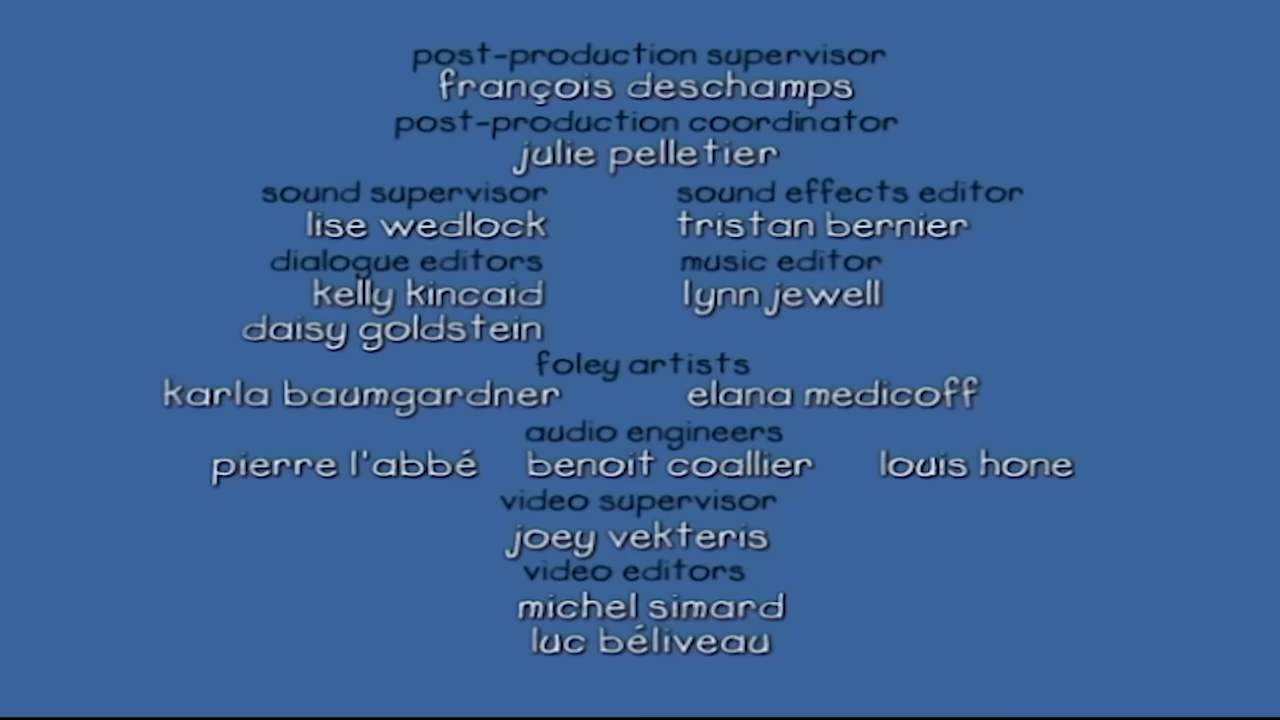 post-production supervisor
françois deschamps
post-production coordinator
julie pelletier
sound supervisor
lise wedlock
dialogue editors
kelly kincaid
daisy goldstein
sound effects editor
tristan bernier
music editor
lynn jewell
foley artists
karla baumgardner elana medicoff
audio engineers
pierre l'abbé benoit coallier louis hone
video supervisor
joey vekteris
video editors
michel simard
luc béliveau